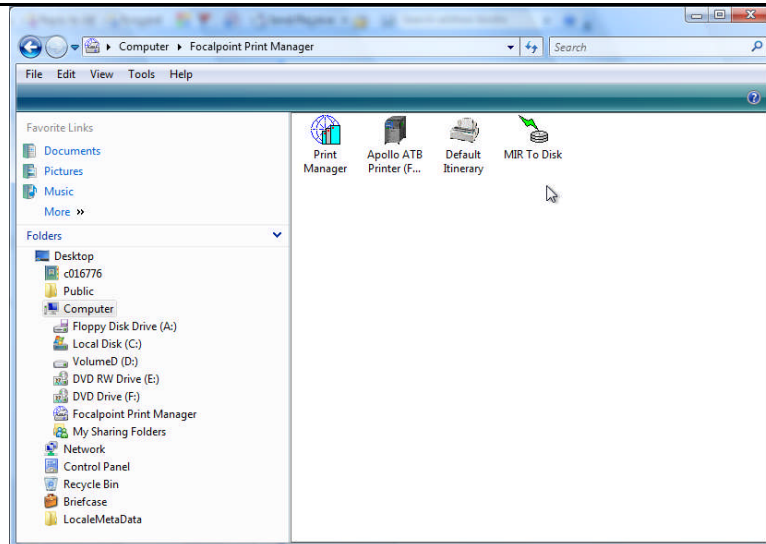 Computer ▸ Focalpoint Print Manager
Search
File Edit View Tools Help
Favorite Links
Documents
Pictures
Music
More »
Folders
Desktop
c016776
Public
Computer
Floppy Disk Drive (A:)
Local Disk (C:)
VolumeD (D:)
DVD RW Drive (E:)
DVD Drive (F:)
Focalpoint Print Manager
My Sharing Folders
Network
Control Panel
Recycle Bin
Briefcase
LocaleMetaData
Print
Manager
Apollo ATB
Printer (F...
Default
Itinerary
MIR To Disk